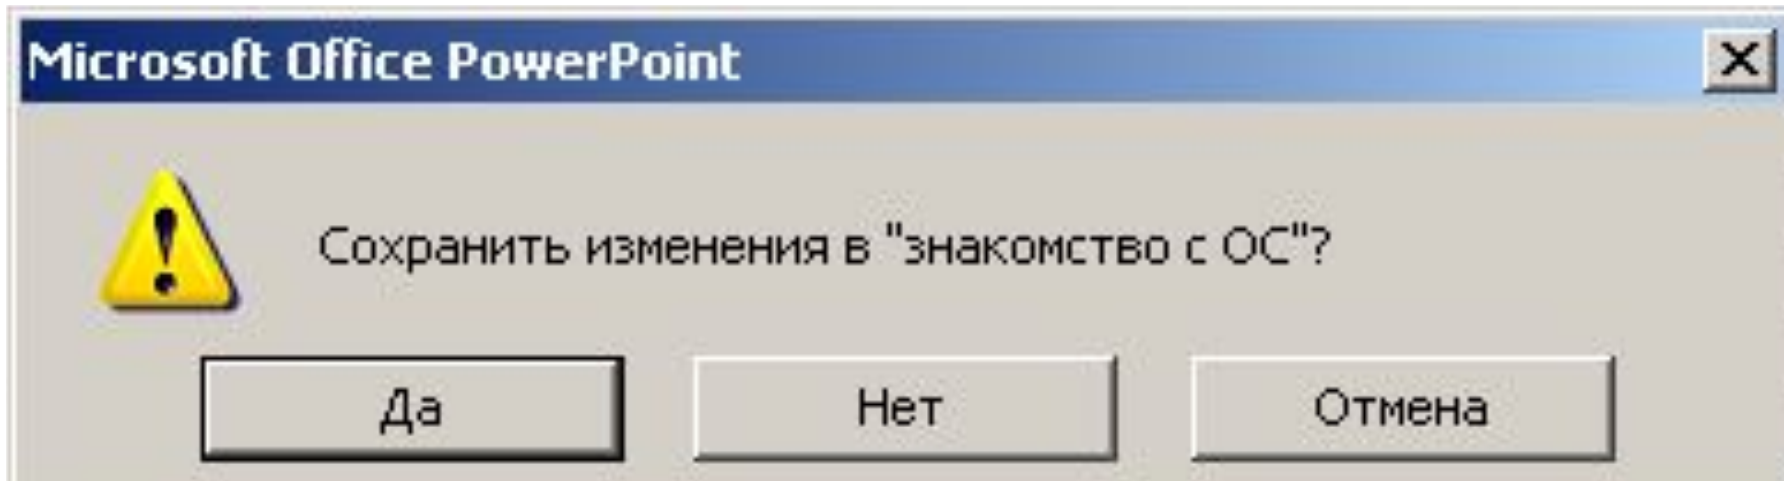 Microsoft Office PowerPoint
Сохранить изменения в "знакомство с ОС"?
Да Нет Отмена